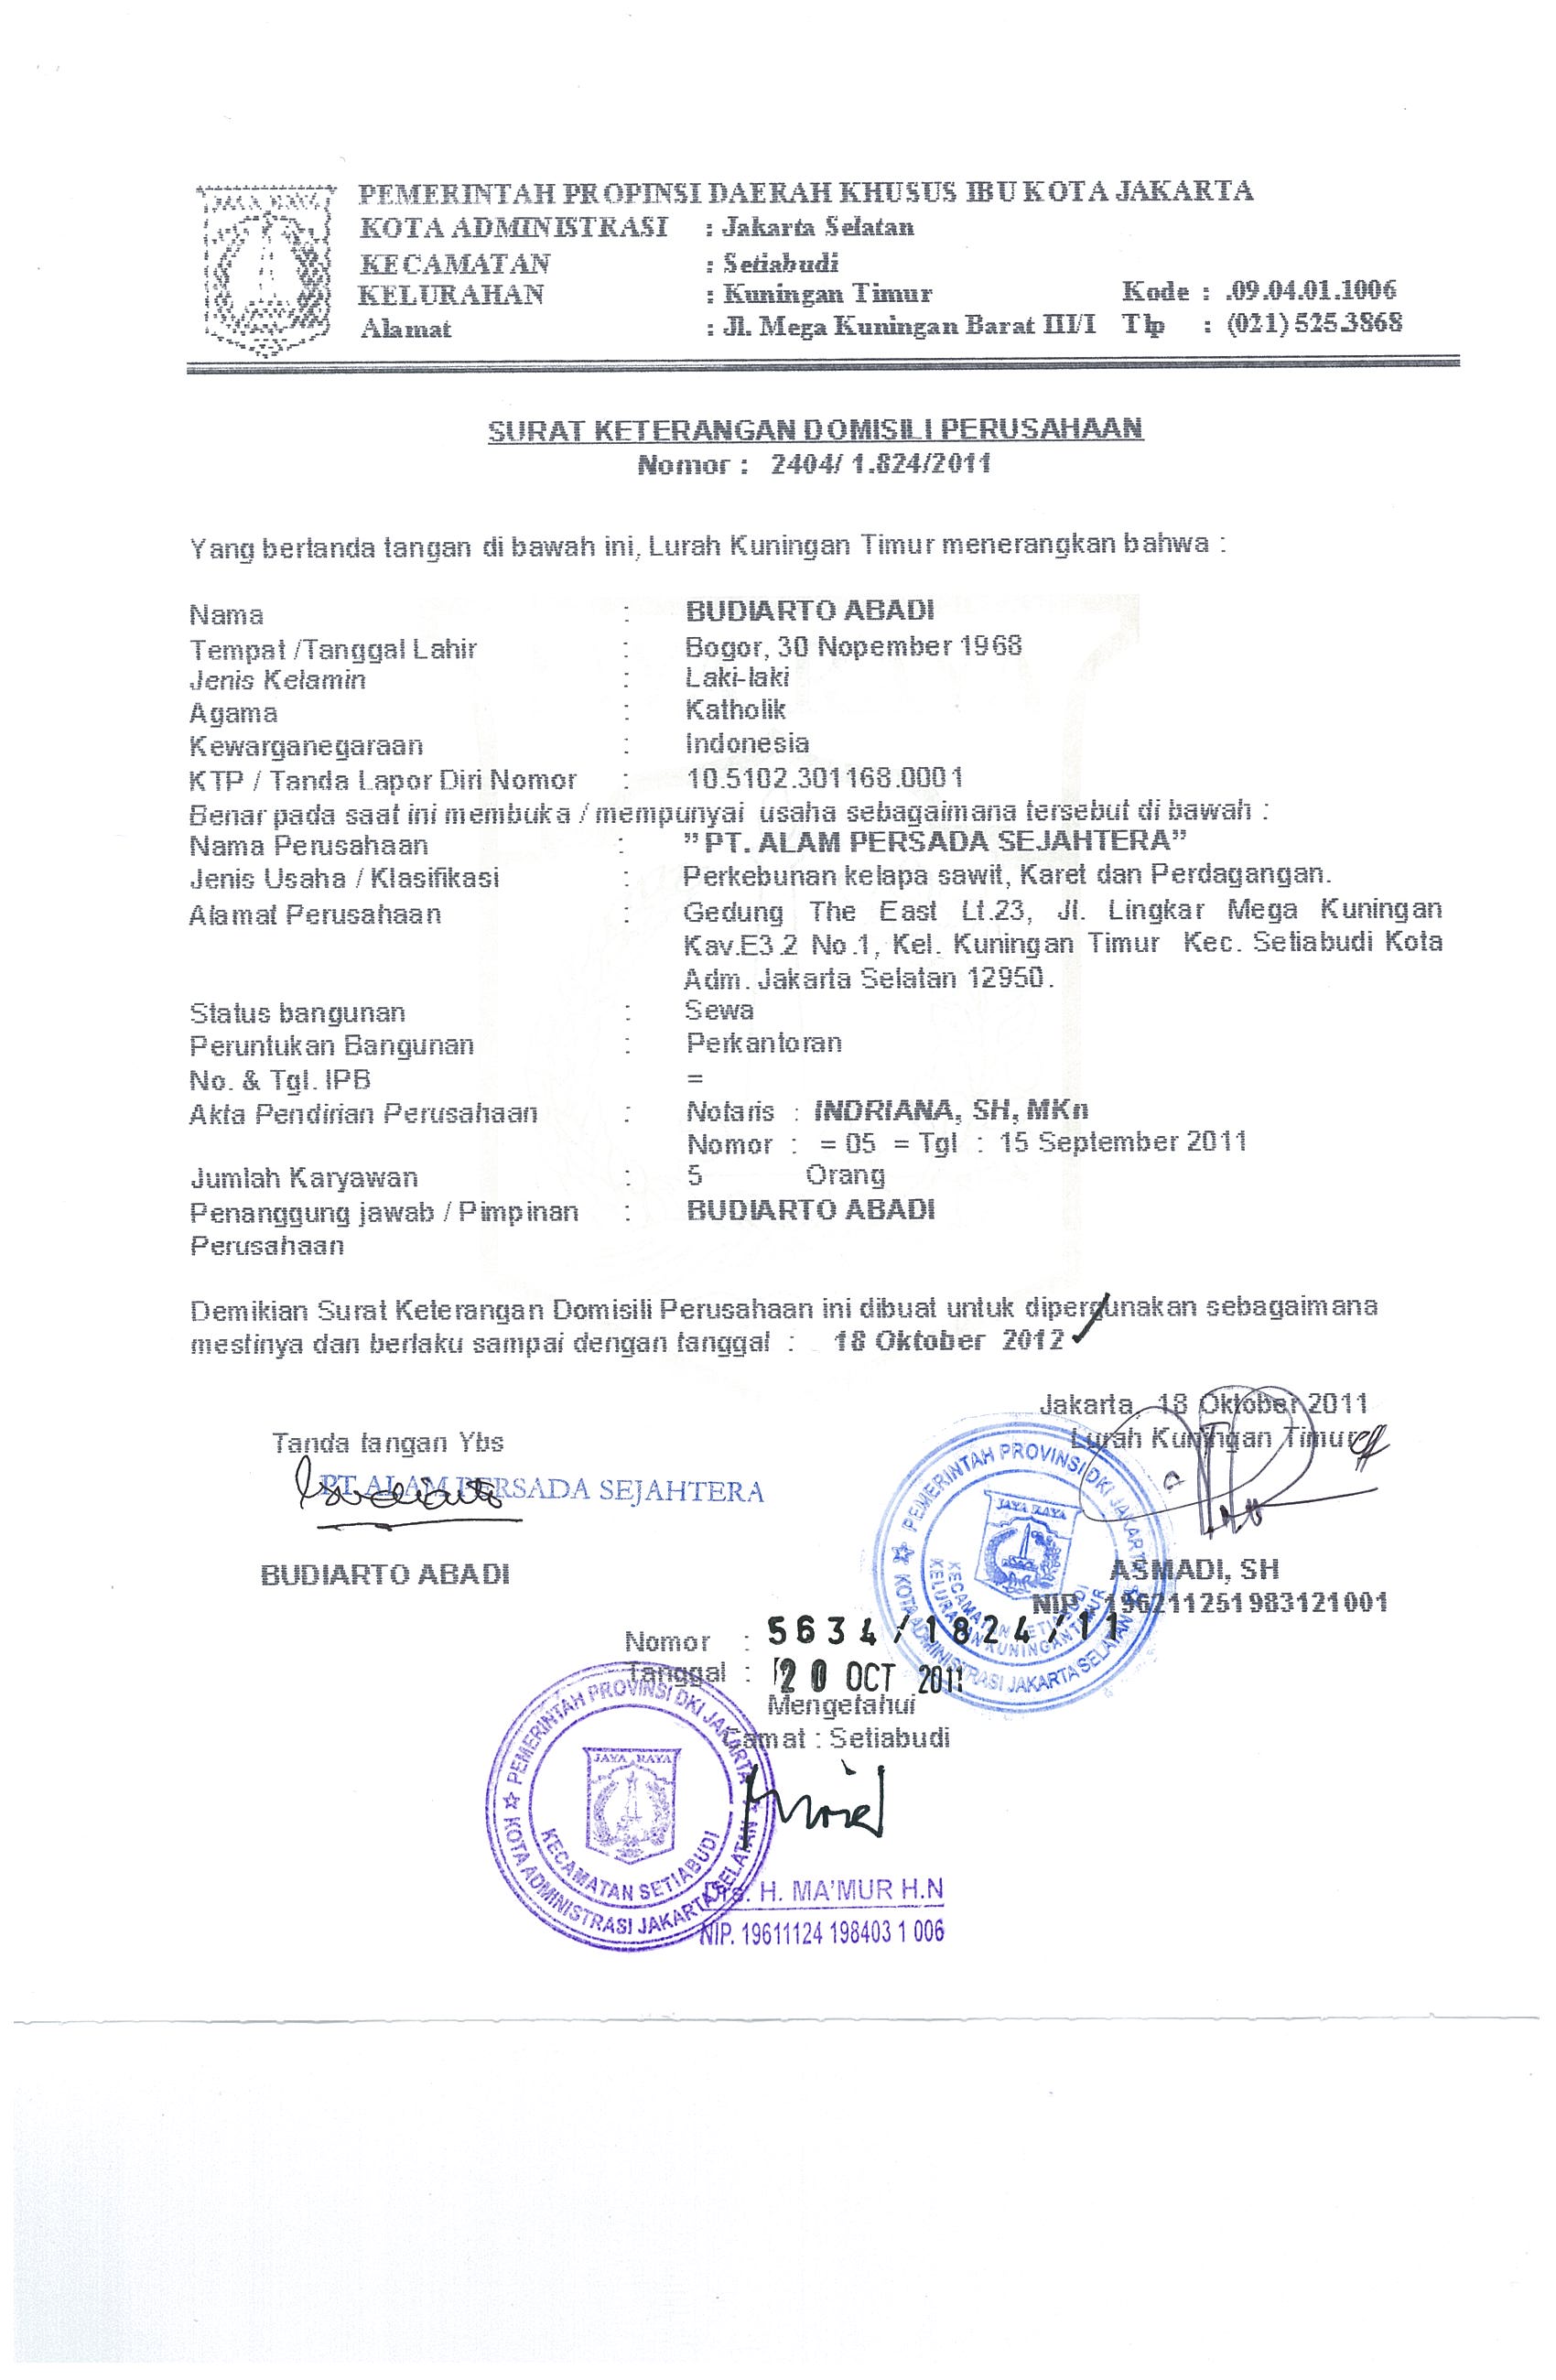 PEMERINTAH PROPINSI DAERAH KHUSUS IBU KOTA JAKARTA
KOTA ADMINISTRASI : Jakarta Selatan
KECAMATAN : Setiabudi
KELURAHAN : Kuningan Timur Kode : .09.04.01.1006
Alamat : Jl. Mega Kuningan Barat III/I Tlp : (021) 525.3868
SURAT KETERANGAN DOMISILI PERUSAHAAN
Nomor : 2404/ 1.824/2011
Yang bertanda tangan di bawah ini, Lurah Kuningan Timur menerangkan bahwa :
Nama : BUDIARTO ABADI
Tempat /Tanggal Lahir : Bogor, 30 Nopember 1968
Jenis Kelamin : Laki-laki
Agama : Katholik
Kewarganegaraan : Indonesia
KTP / Tanda Lapor Diri Nomor : 10.5102.301168.0001
Benar pada saat ini membuka / mempunyai usaha sebagaimana tersebut di bawah :
Nama Perusahaan : ”PT. ALAM PERSADA SEJAHTERA”
Jenis Usaha / Klasifikasi : Perkebunan kelapa sawit, Karet dan Perdagangan.
Alamat Perusahaan : Gedung The East Lt.23, Jl. Lingkar Mega Kuningan
Kav.E3.2 No.1, Kel. Kuningan Timur Kec. Setiabudi Kota
Adm. Jakarta Selatan 12950.
Status bangunan : Sewa
Peruntukan Bangunan : Perkantoran
No. & Tgl. IPB =
Akta Pendirian Perusahaan : Notaris : INDRIANA, SH, MKn
Nomor : = 05 = Tgl : 15 September 2011
Jumlah Karyawan : 5 Orang
Penanggung jawab / Pimpinan : BUDIARTO ABADI
Perusahaan
Demikian Surat Keterangan Domisili Perusahaan ini dibuat untuk dipergunakan sebagaimana
mestinya dan berlaku sampai dengan tanggal : 18 Oktober 2012
Jakarta, 18 Oktober 2011
Tanda tangan Ybs Lurah Kuningan Timur
PT ALAM PERSADA SEJAHTERA
PEMERINTAH PROVINSI DKI JAKARTA
JAYA RAYA
KECAMATAN SETIABUDI
KELURAHAN KUNINGAN TIMUR
KOTA ADMINISTRASI JAKARTA SELATAN
BUDIARTO ABADI ASMADI, SH
NIP. 196211251983121001
Nomor : 5634/1824/11
Tanggal : 20 OCT 2011
Mengetahui
Camat : Setiabudi
PEMERINTAH PROVINSI DKI JAKARTA
JAYA RAYA
KECAMATAN SETIABUDI
KOTA ADMINISTRASI JAKARTA SELATAN
Drs. H. MA'MUR H.N
NIP. 19611124 198403 1 006